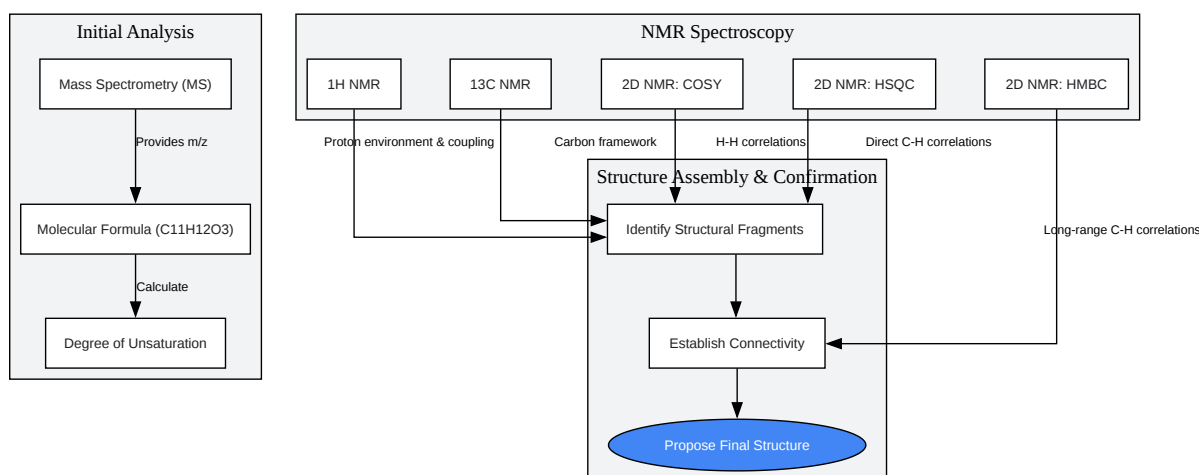 Initial Analysis
Mass Spectrometry (MS)
Provides m/z
Molecular Formula (C11H12O3)
Calculate
Degree of Unsaturation
NMR Spectroscopy
1H NMR
13C NMR
2D NMR: COSY
2D NMR: HSQC
2D NMR: HMBC
Proton environment & coupling
Carbon framework
H-H correlations
Direct C-H correlations
Long-range C-H correlations
Structure Assembly & Confirmation
Identify Structural Fragments
Establish Connectivity
Propose Final Structure